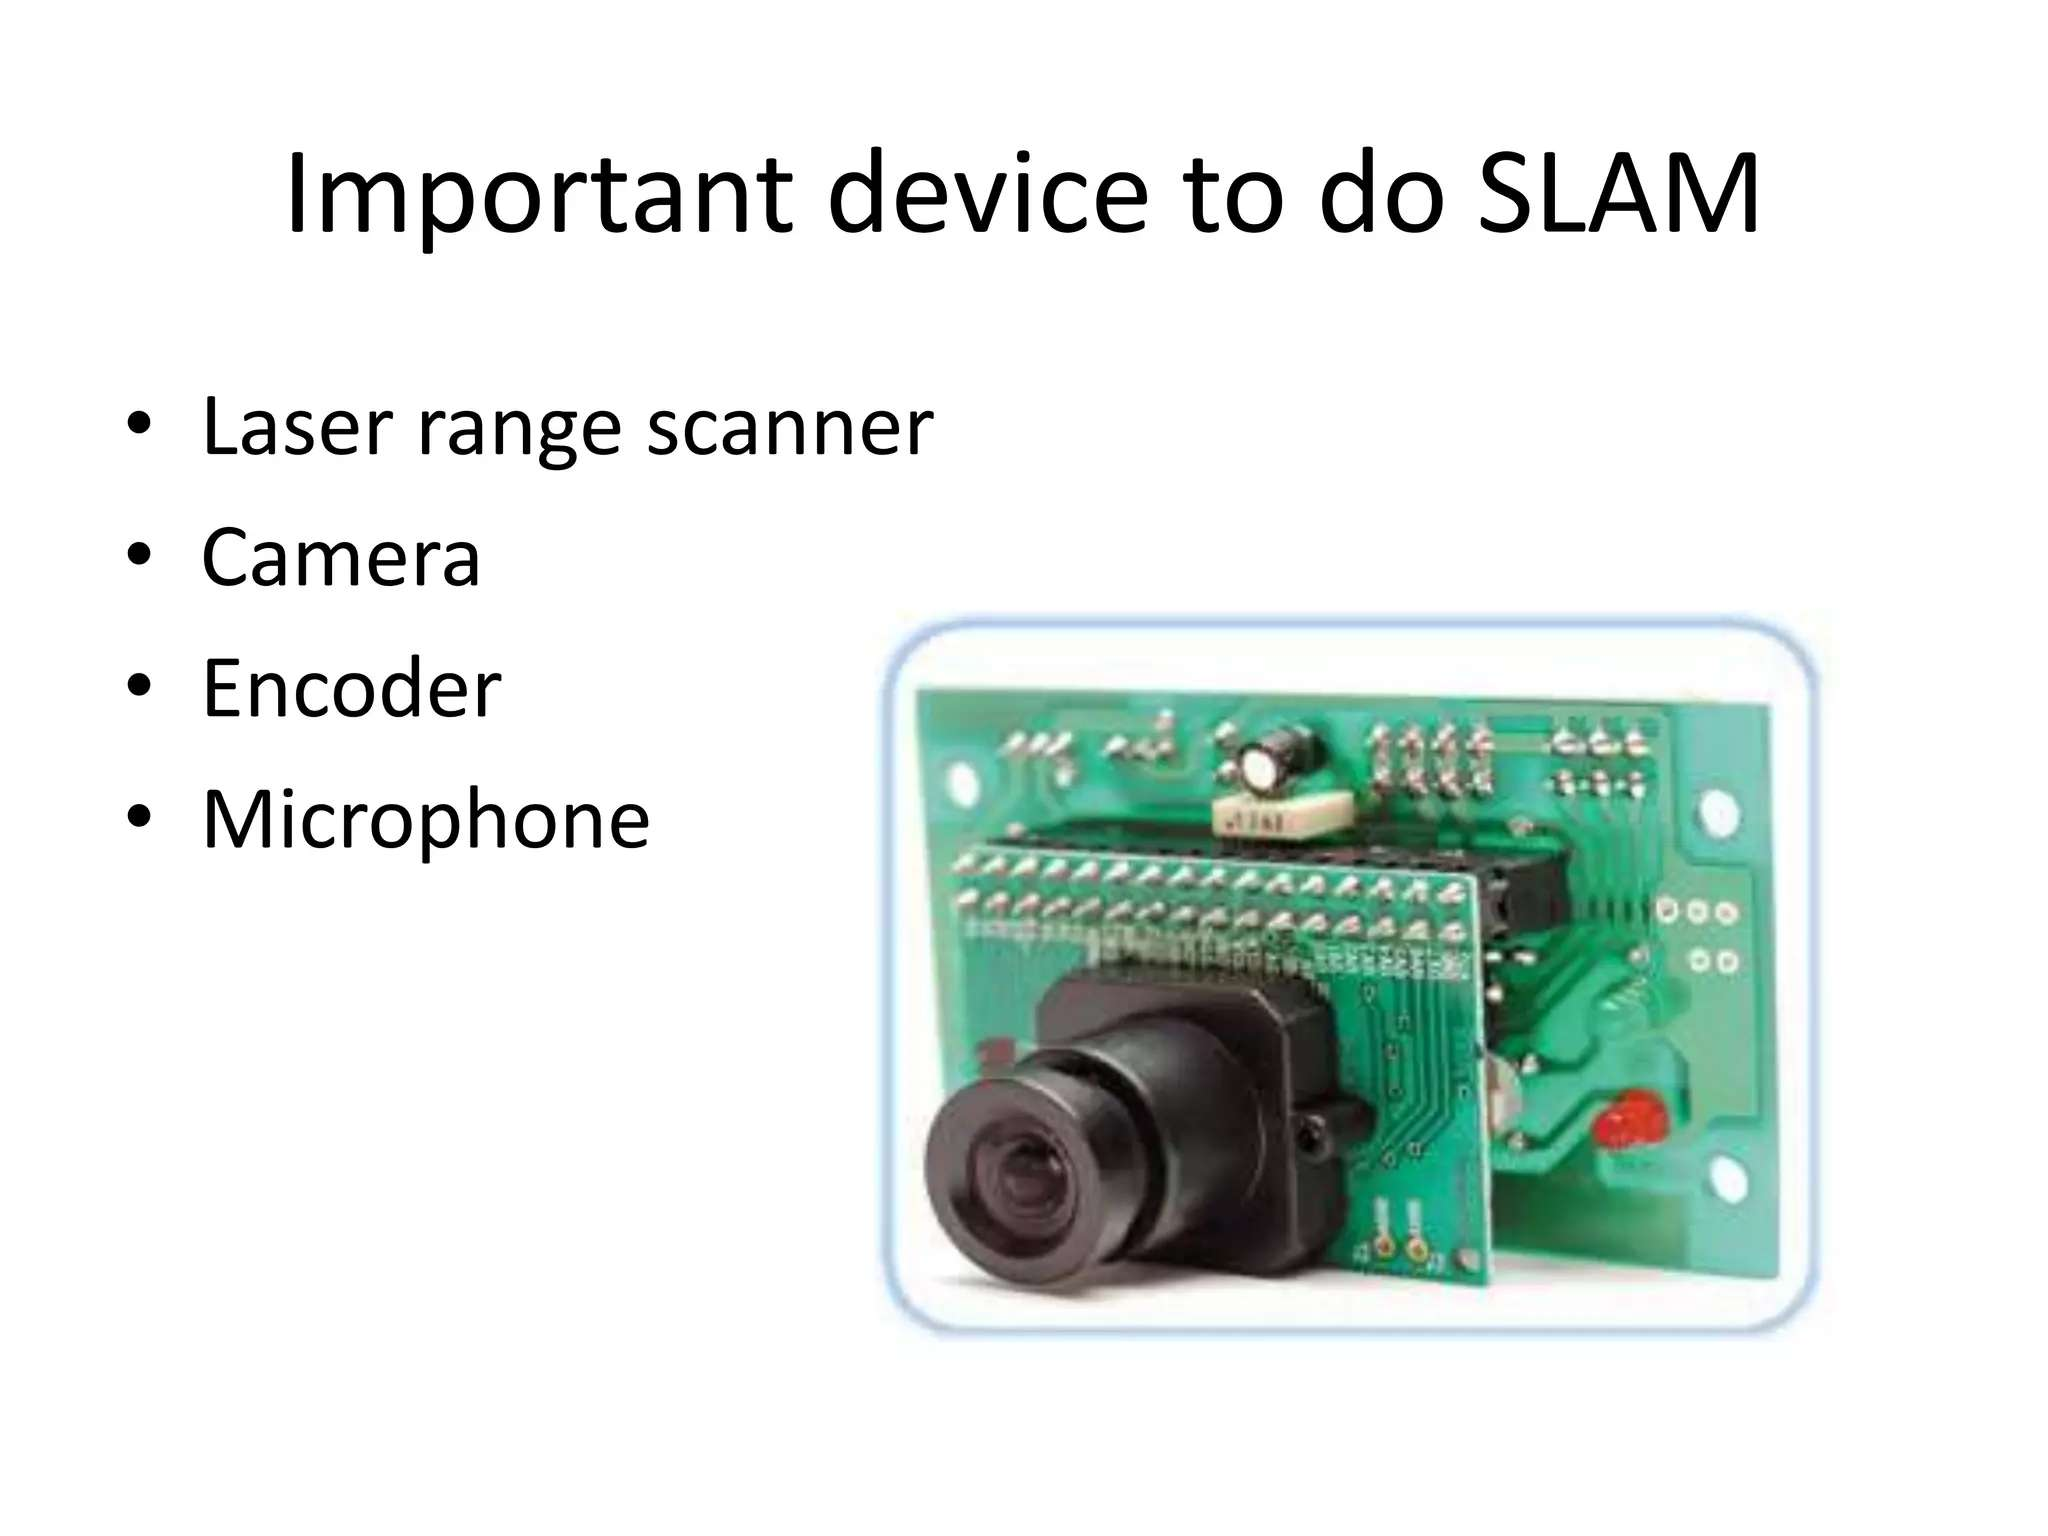 Important device to do SLAM
• Laser range scanner
• Camera
• Encoder
• Microphone